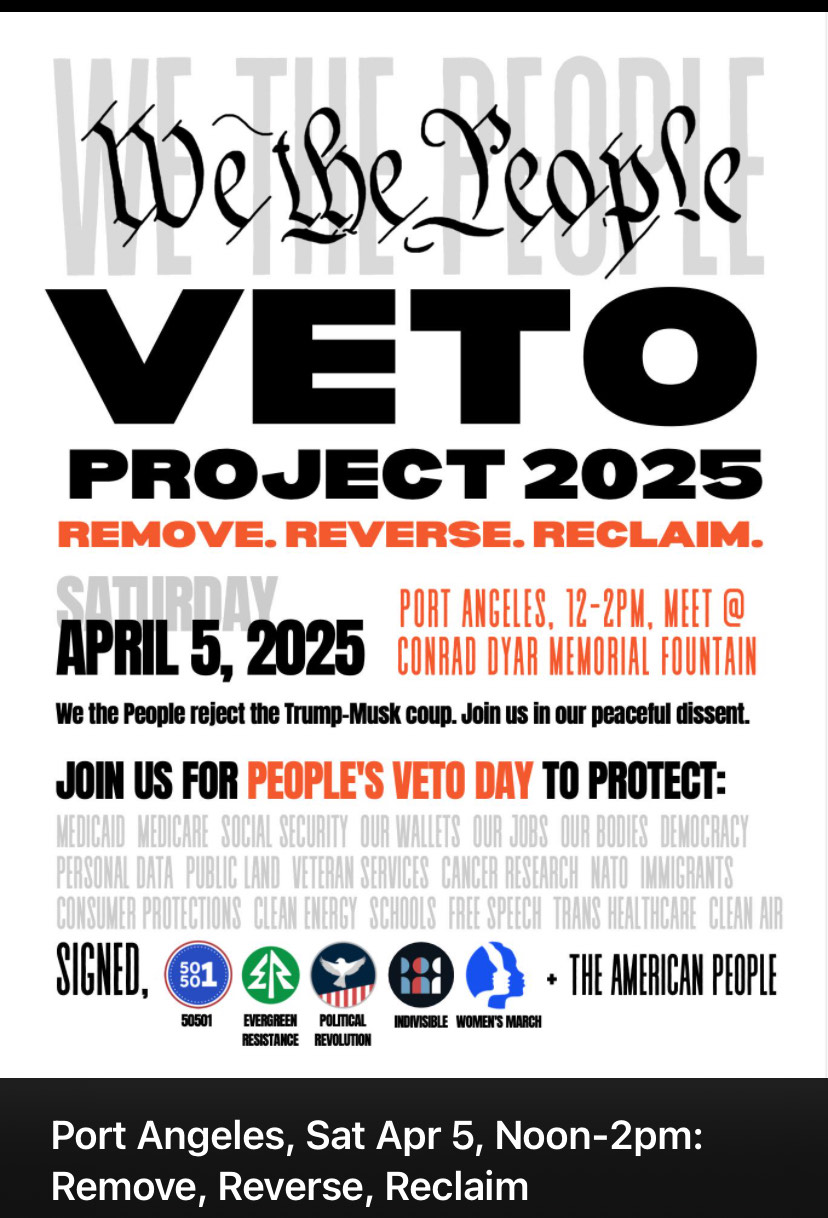 WE THE PEOPLE
We the People
VETO
PROJECT 2025
REMOVE. REVERSE. RECLAIM.
SATURDAY
APRIL 5, 2025
PORT ANGELES, 12-2PM, MEET @
CONRAD DYAR MEMORIAL FOUNTAIN
We the People reject the Trump-Musk coup. Join us in our peaceful dissent.
JOIN US FOR PEOPLE'S VETO DAY TO PROTECT:
MEDICAID MEDICARE SOCIAL SECURITY OUR WALLETS OUR JOBS OUR BODIES DEMOCRACY
PERSONAL DATA PUBLIC LAND VETERAN SERVICES CANCER RESEARCH NATO IMMIGRANTS
CONSUMER PROTECTIONS CLEAN ENERGY SCHOOLS FREE SPEECH TRANS HEALTHCARE CLEAN AIR
SIGNED, 50501 + THE AMERICAN PEOPLE
50501 EVERGREEN RESISTANCE POLITICAL REVOLUTION INDIVISIBLE WOMEN'S MARCH
Port Angeles, Sat Apr 5, Noon-2pm:
Remove, Reverse, Reclaim